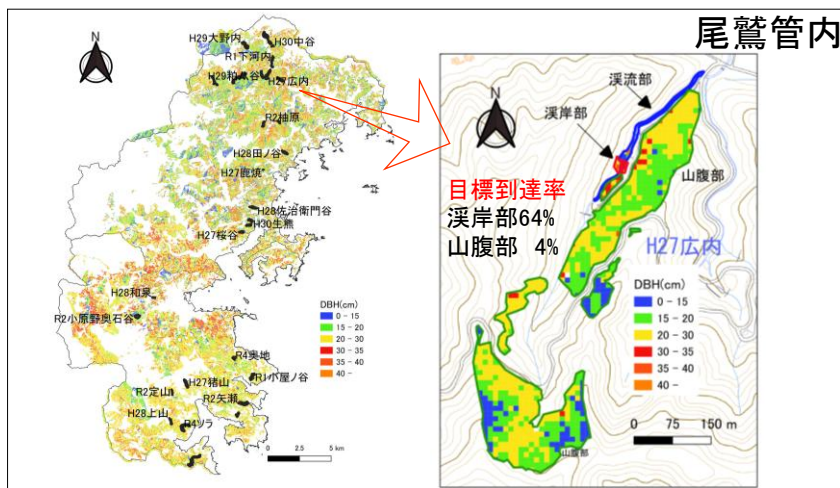 尾鷲管内
N
H29大野内
H30中谷
R1下河内
H29和
谷
H27広内
R2柚原
H28田ノ谷
H27鹿焼
H28佐治衛門谷
H30生熊
H27桜谷
H28和泉
R2小原野奥石谷
DBH(cm)
0 - 15
15 - 20
20 - 30
30 - 35
35 - 40
40 -
R4奥地
R1小屋ノ谷
H27猪山
R2定山
R2矢瀬
H28上山
R4ソラ
0 2.5 5 km
N
渓流部
渓岸部
山腹部
目標到達率
渓岸部64%
山腹部 4%
H27広内
DBH(cm)
0 - 15
15 - 20
20 - 30
30 - 35
35 - 40
40 -
0 75 150 m
山腹部